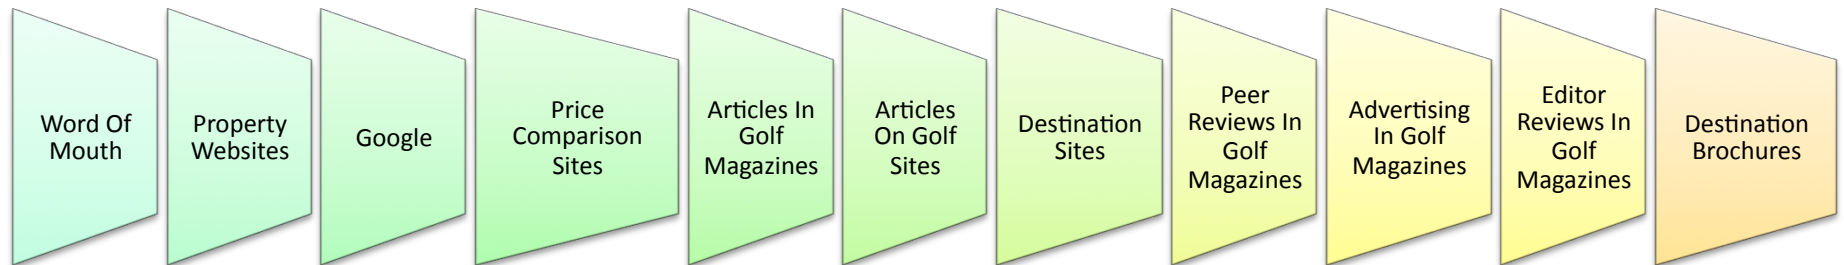 Word Of
Mouth
Property
Websites
Google
Price
Comparison
Sites
Articles In
Golf
Magazines
Articles
On Golf
Sites
Destination
Sites
Peer
Reviews In
Golf
Magazines
Advertising
In Golf
Magazines
Editor
Reviews In
Golf
Magazines
Destination
Brochures